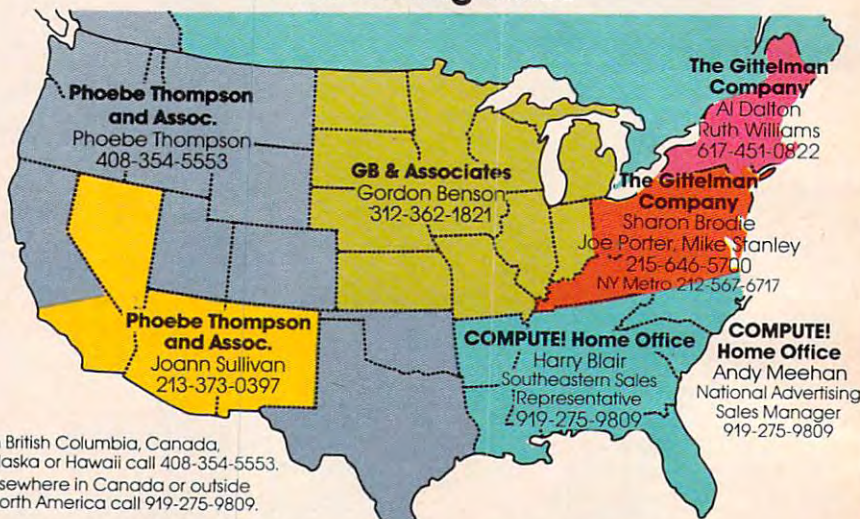 Phoebe Thompson
and Assoc.
Phoebe Thompson
408-354-5553
GB & Associates
Gordon Benson
312-362-1821
The Gittelman
Company
Al Dalton
Ruth Williams
617-451-0822
The Gittelman
Company
Sharon Brodie
Joe Porter, Mike Stanley
215-646-5700
NY Metro 212-567-6717
Phoebe Thompson
and Assoc.
Joann Sullivan
213-373-0397
COMPUTE! Home Office
Harry Blair
Southeastern Sales
Representative
919-275-9809
COMPUTE!
Home Office
Andy Meehan
National Advertising
Sales Manager
919-275-9809
British Columbia, Canada,
or Hawaii call 408-354-5553.
in Canada or outside
America call 919-275-9809.